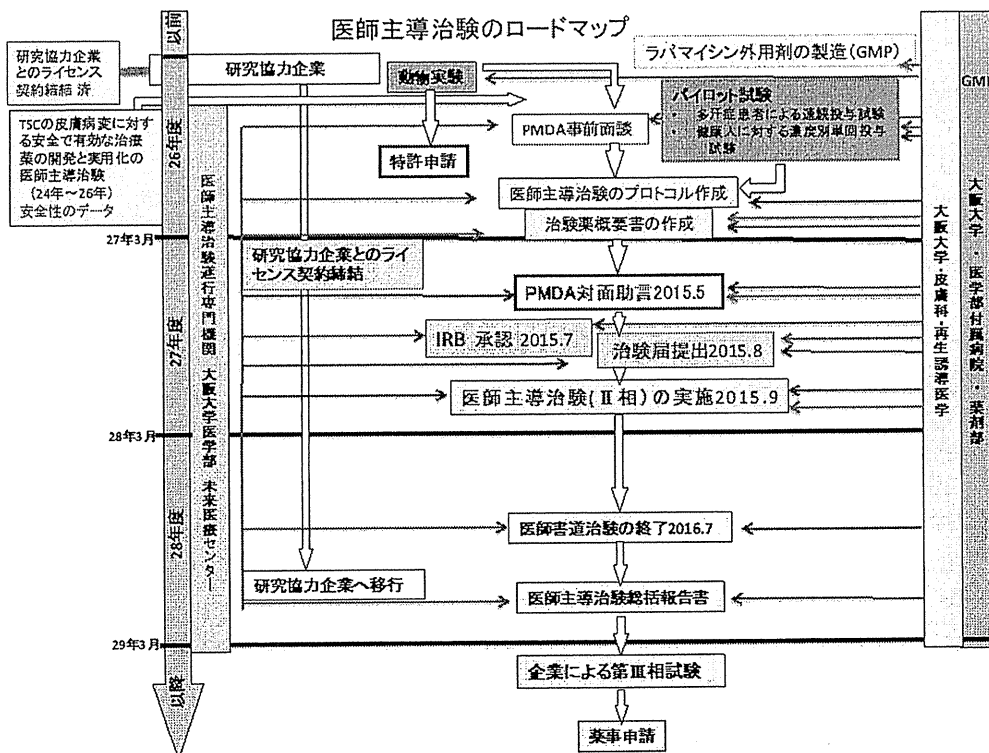 医師主導治験のロードマップ
以前
研究協力企業
とのライセンス
契約締結 済
研究協力企業
動物実験
ラパマイシン外用剤の製造(GMP)
GMP
パイロット試験
• 多汗症患者による連続投与試験
• 健康人に対する濃度別単回投与
試験
PMDA事前面談
TSCの皮膚病変に対す
る安全で有効な治療
薬の開発と実用化の
医師主導治験
(24年～26年)
安全性のデータ
26年度
特許申請
医師主導治験のプロトコル作成
治験薬概要書の作成
27年3月
研究協力企業とのライ
センス契約締結
PMDA対面助言2015.5
IRB 承認 2015.7
治験届提出2015.8
27年度
医師主導治験(Ⅱ相)の実施2015.9
28年3月
医師主導治験遂行専門機関 大阪大学医学部 未来医療センター
大阪大学・皮膚科・再生誘導医学
大阪大学・医学部付属病院・薬剤部
28年度
医師書道治験の終了2016.7
研究協力企業へ移行
医師主導治験総括報告書
29年3月
以降
企業による第Ⅲ相試験
薬事申請